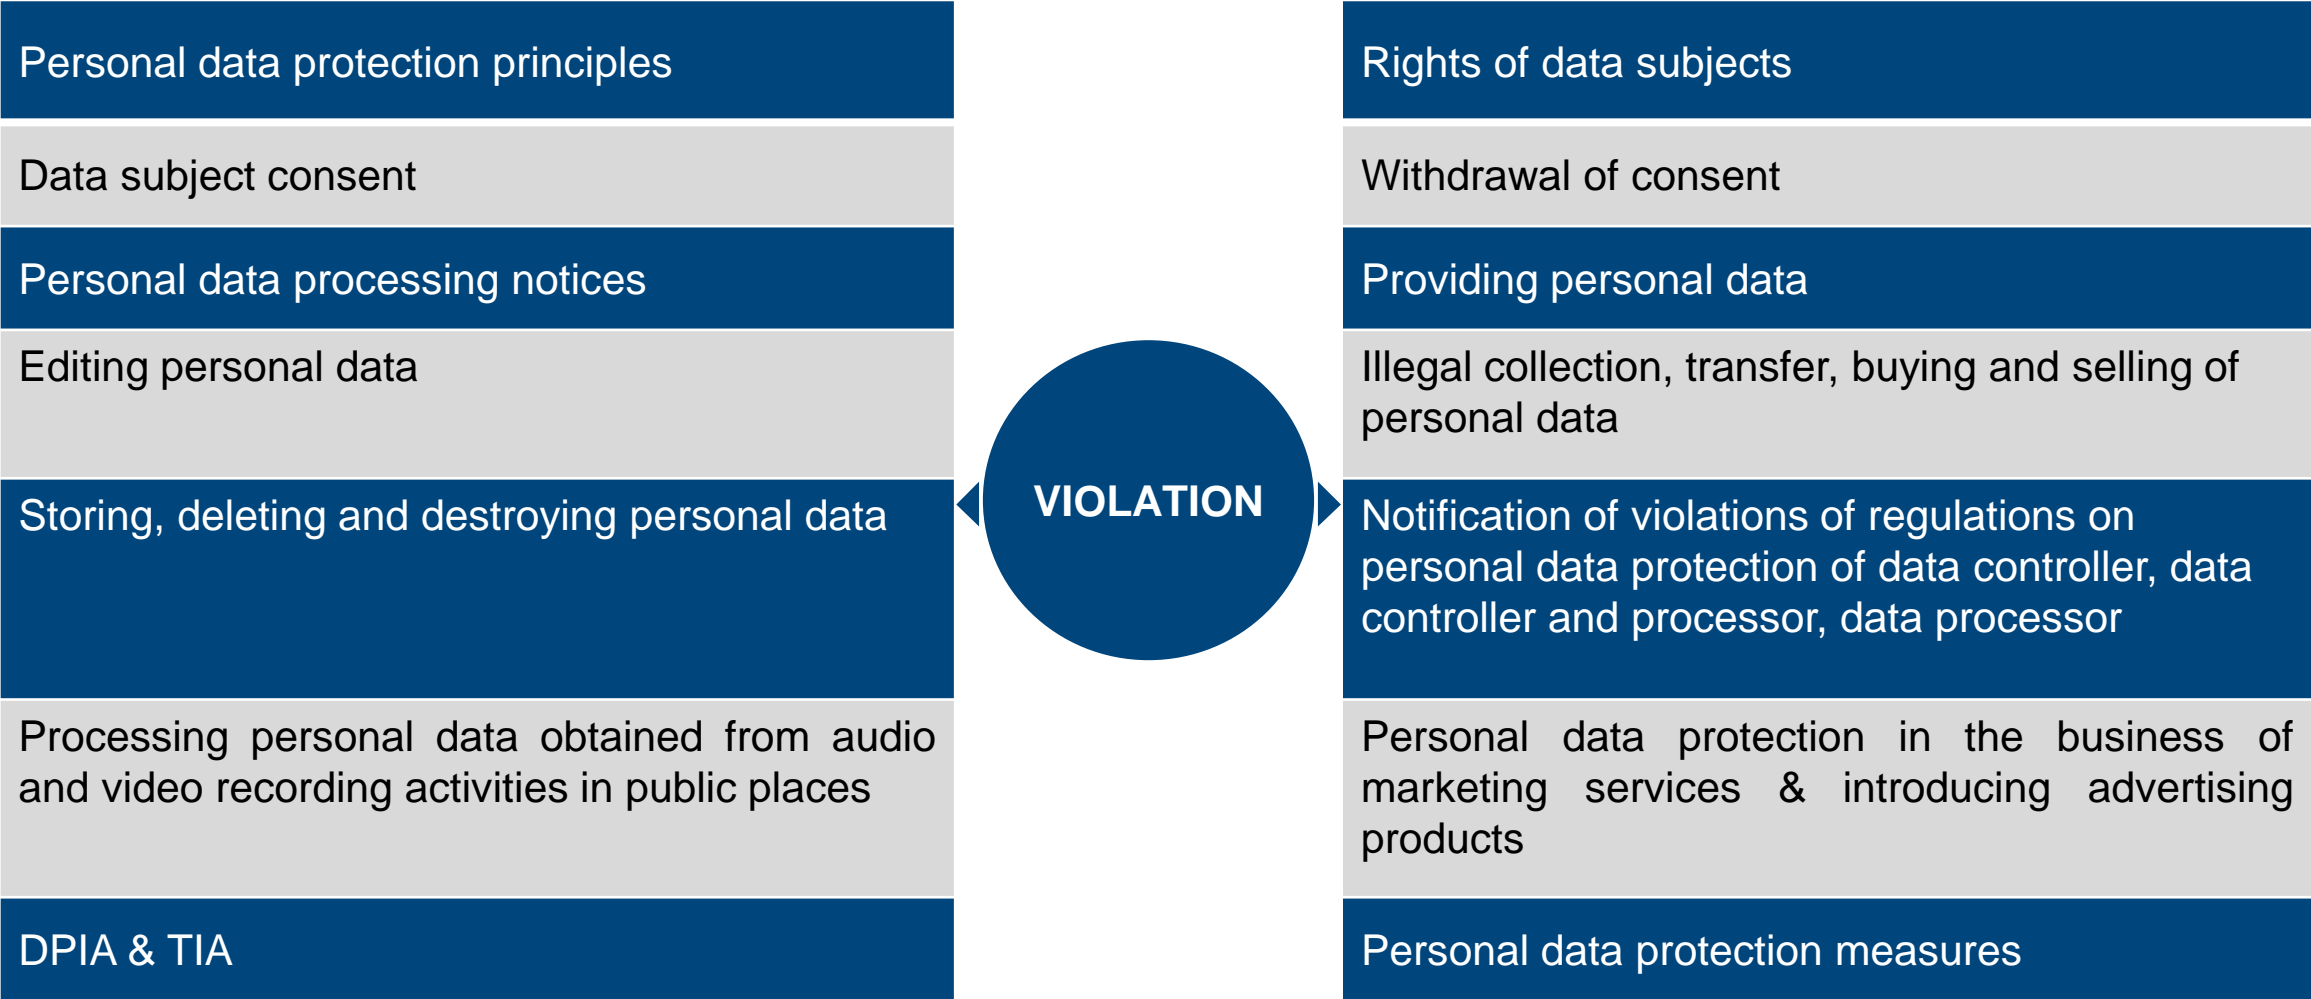 Personal data protection principles
Data subject consent
Personal data processing notices
Editing personal data
Storing, deleting and destroying personal data
Processing personal data obtained from audio
and video recording activities in public places
DPIA & TIA
VIOLATION
Rights of data subjects
Withdrawal of consent
Providing personal data
Illegal collection, transfer, buying and selling of
personal data
Notification of violations of regulations on
personal data protection of data controller, data
controller and processor, data processor
Personal data protection in the business of
marketing services & introducing advertising
products
Personal data protection measures